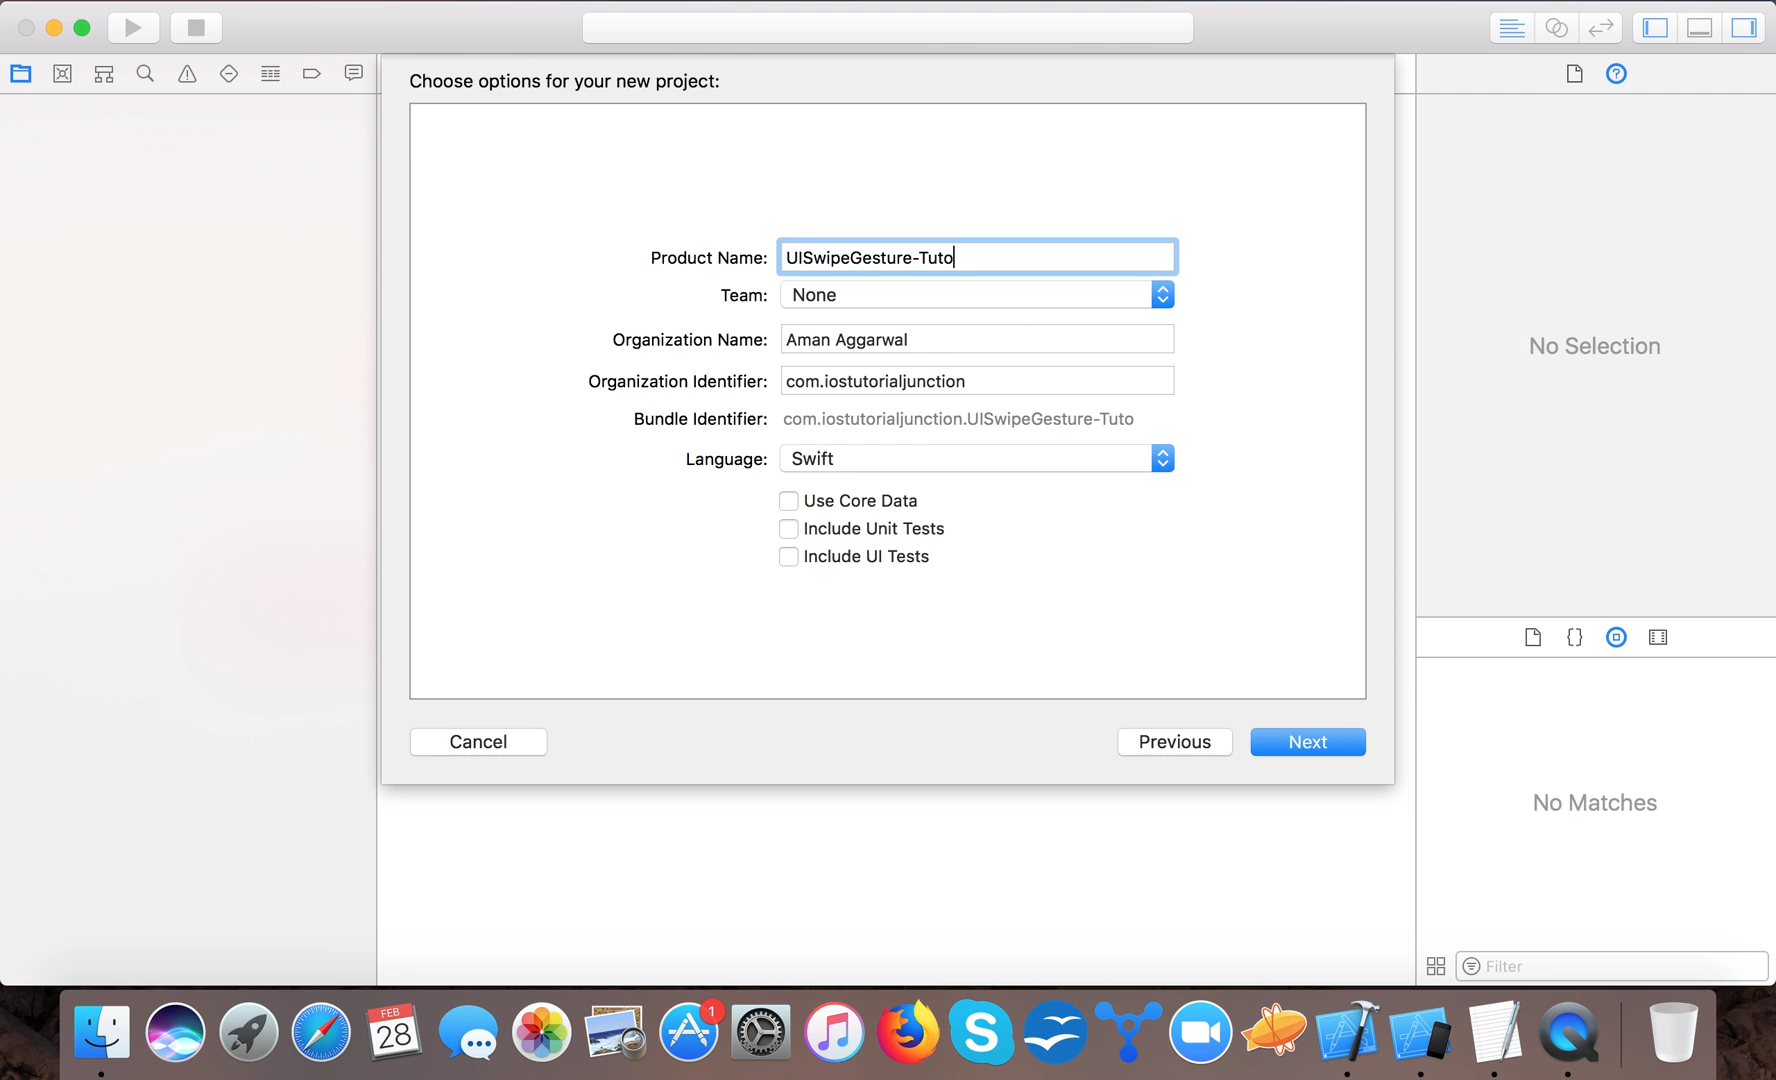 Choose options for your new project:
Product Name: UISwipeGesture-Tuto
Team: None
Organization Name: Aman Aggarwal
Organization Identifier: com.iostutorialjunction
Bundle Identifier: com.iostutorialjunction.UISwipeGesture-Tuto
Language: Swift
Use Core Data
Include Unit Tests
Include UI Tests
Cancel
Previous
Next
No Selection
{}
No Matches
Filter
FEB
28
1
S